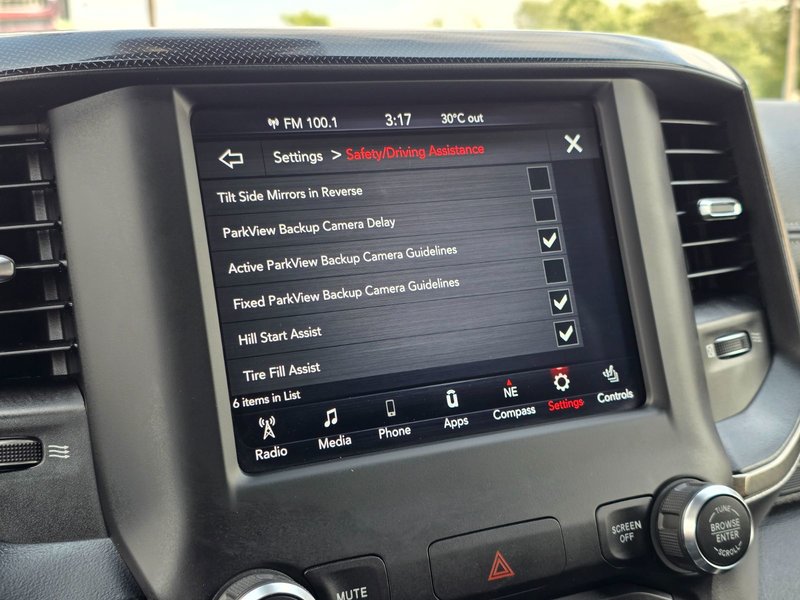 FM 100.1 3:17 30°C out
Settings > Safety/Driving Assistance
Tilt Side Mirrors in Reverse
ParkView Backup Camera Delay
Active ParkView Backup Camera Guidelines
Fixed ParkView Backup Camera Guidelines
Hill Start Assist
Tire Fill Assist
6 items in List
NE
Radio Media Phone Apps Compass Settings Controls
SCREEN
OFF
TUNE
BROWSE
ENTER
SCROLL
MUTE